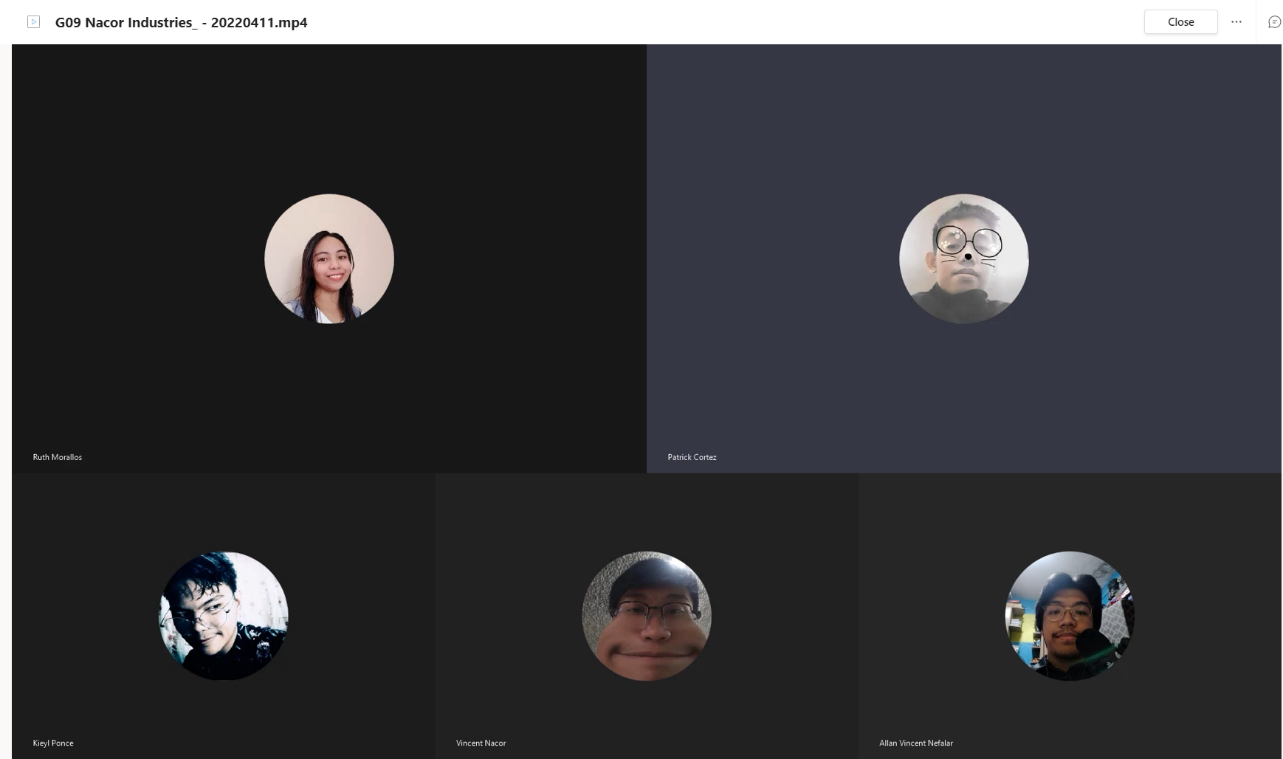 G09 Nacor Industries_ - 20220411.mp4
Close
Ruth Morallos
Patrick Cortez
Kieyl Ponce
Vincent Nacor
Allan Vincent Nefalar